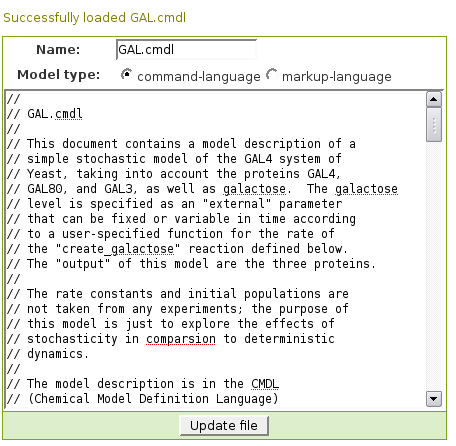 Successfully loaded GAL.cmdl
Name: GAL.cmdl
Model type: command-language markup-language
//
// GAL.cmdl
//
// This document contains a model description of a
// simple stochastic model of the GAL4 system of
// Yeast, taking into account the proteins GAL4,
// GAL80, and GAL3, as well as galactose.  The galactose
// level is specified as an "external" parameter
// that can be fixed or variable in time according
// to a user-specified function for the rate of
// the "create_galactose" reaction defined below.
// The "output" of this model are the three proteins.
//
// The rate constants and initial populations are
// not taken from any experiments; the purpose of
// this model is just to explore the effects of
// stochasticity in comparsion to deterministic
// dynamics.
//
// The model description is in the CMDL
// (Chemical Model Definition Language)
Update file